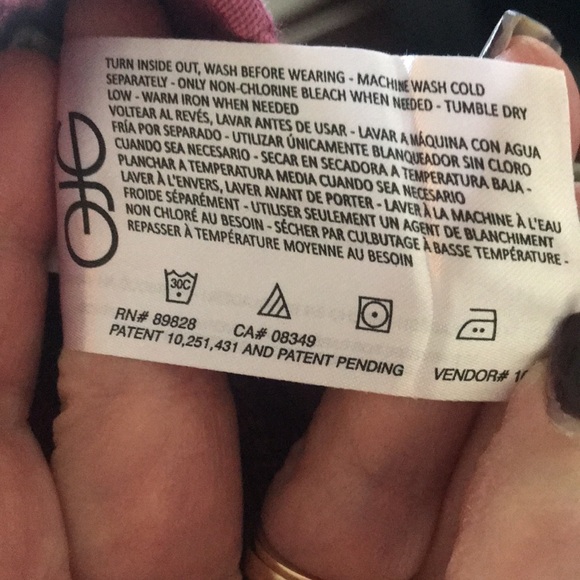 TURN INSIDE OUT, WASH BEFORE WEARING - MACHINE WASH COLD
SEPARATELY - ONLY NON-CHLORINE BLEACH WHEN NEEDED - TUMBLE DRY
LOW - WARM IRON WHEN NEEDED
VOLTEAR AL REVÉS, LAVAR ANTES DE USAR - LAVAR A MÁQUINA CON AGUA
FRÍA POR SEPARADO - UTILIZAR ÚNICAMENTE BLANQUEADOR SIN CLORO
CUANDO SEA NECESARIO - SECAR EN SECADORA A TEMPERATURA BAJA -
PLANCHAR A TEMPERATURA MEDIA CUANDO SEA NECESARIO
LAVER À L'ENVERS, LAVER AVANT DE PORTER - LAVER À LA MACHINE À L'EAU
FROIDE SÉPARÉMENT - UTILISER SEULEMENT UN AGENT DE BLANCHIMENT
NON CHLORÉ AU BESOIN - SÉCHER PAR CULBUTAGE À BASSE TEMPÉRATURE -
REPASSER À TEMPÉRATURE MOYENNE AU BESOIN
30C
RN# 89828 CA# 08349
PATENT 10,251,431 AND PATENT PENDING
VENDOR#